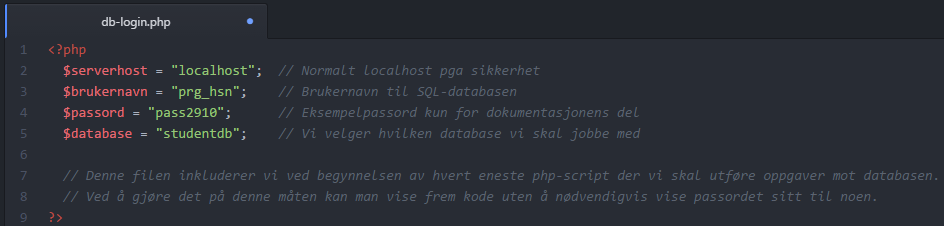 db-login.php
1 <?php
2 $serverhost = "localhost"; // Normalt localhost pga sikkerhet
3 $brukernavn = "prg_hsn"; // Brukernavn til SQL-databasen
4 $passord = "pass2910"; // Eksempelpassord kun for dokumentasjonens del
5 $database = "studentdb"; // Vi velger hvilken database vi skal jobbe med
6
7 // Denne filen inkluderer vi ved begynnelsen av hvert eneste php-script der vi skal utføre oppgaver mot databasen.
8 // Ved å gjøre det på denne måten kan man vise frem kode uten å nødvendigvis vise passordet sitt til noen.
9 ?>